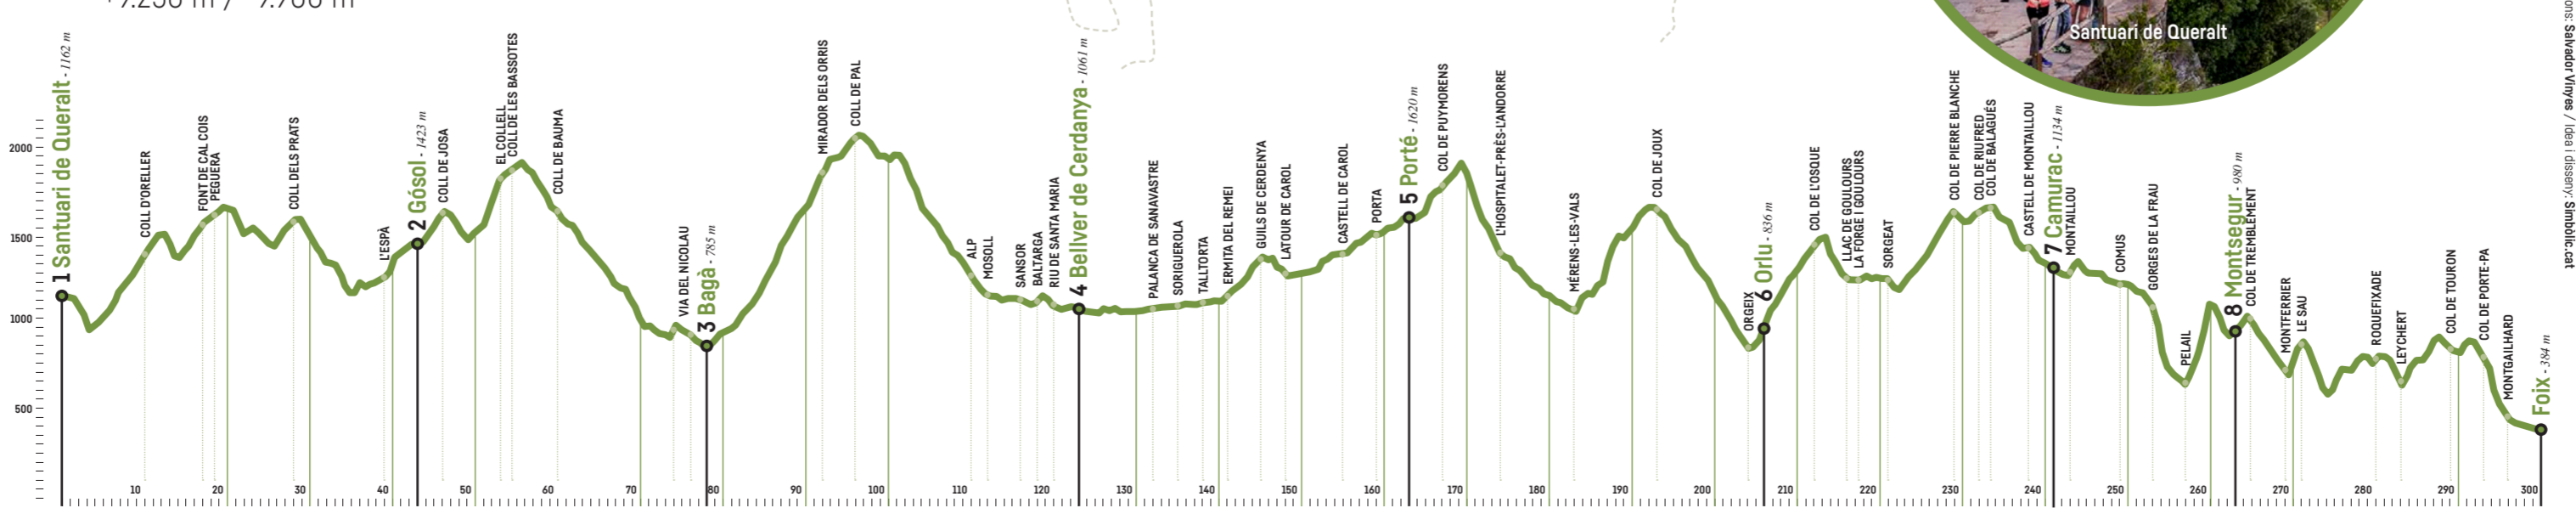 +9.250 m / -9.960 m
Santuari de Queralt
ons: Salvador Vinyes / Idea i disseny: Simbolic.cat
1 Santuari de Queralt - 1162 m
COLL D'ORELLER
FONT DE CAL COIS
PEGUERA
COLL DELS PRATS
L'ESPÀ
2 Gósol - 1423 m
COLL DE JOSA
EL COLLELL
COLL DE LES BASSOTES
COLL DE BAUMA
VIA DEL NICOLAU
3 Bagà - 785 m
MIRADOR DELS ORRIS
COLL DE PAL
ALP
MOSOLL
SANSOR
BALTARGA
RIU DE SANTA MARIA
4 Bellver de Cerdanya - 1061 m
PALANCA DE SANAVASTRE
SORIGUEROLA
TALLTORTA
ERMITA DEL REMEI
GUILS DE CERDENYA
LATOUR DE CAROL
CASTELL DE CAROL
PORTA
5 Porté - 1620 m
COL DE PUYMORENS
L'HOSPITALET-PRÈS-L'ANDORRE
MÉRENS-LES-VALS
COL DE JOUX
ORGEIX
6 Orlu - 836 m
COL DE L'OSQUE
LLAC DE GOULOURS
LA FORGE I GOULOURS
SORGEAT
COL DE PIERRE BLANCHE
COL DE RIUFRED
COL DE BALAGUÉS
CASTELL DE MONTAILLOU
7 Camurac - 1134 m
MONTAILLOU
COMUS
GORGES DE LA FRAU
PELAIL
8 Montsegur - 980 m
COL DE TREMBLEMENT
MONTFERRIER
LE SAU
ROQUEFIXADE
LEYCHERT
COL DE TOURON
COL DE PORTE-PA
MONTGAILHARD
Foix - 384 m
2000
1500
1000
500
10 20 30 40 50 60 70 80 90 100 110 120 130 140 150 160 170 180 190 200 210 220 230 240 250 260 270 280 290 300